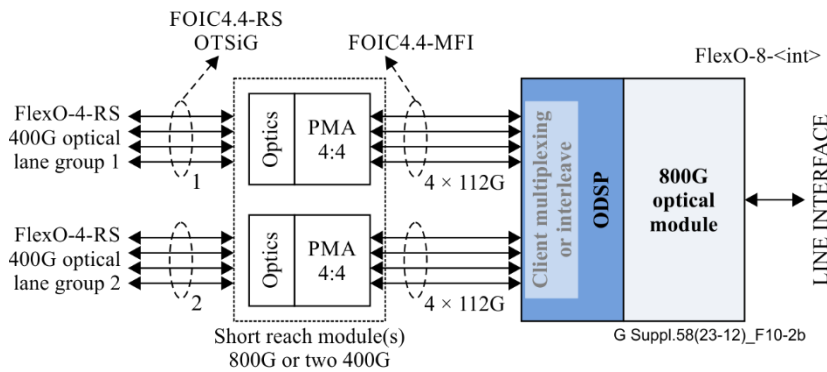 FOIC4.4-RS
OTSiG
FOIC4.4-MFI
FlexO-8-<int>
FlexO-4-RS
400G optical
lane group 1
1
Optics
PMA
4:4
4 × 112G
FlexO-4-RS
400G optical
lane group 2
2
Optics
PMA
4:4
4 × 112G
Client multiplexing
or interleave
ODSP
800G
optical
module
LINE INTERFACE
Short reach module(s)
800G or two 400G
G Suppl.58(23-12)_F10-2b